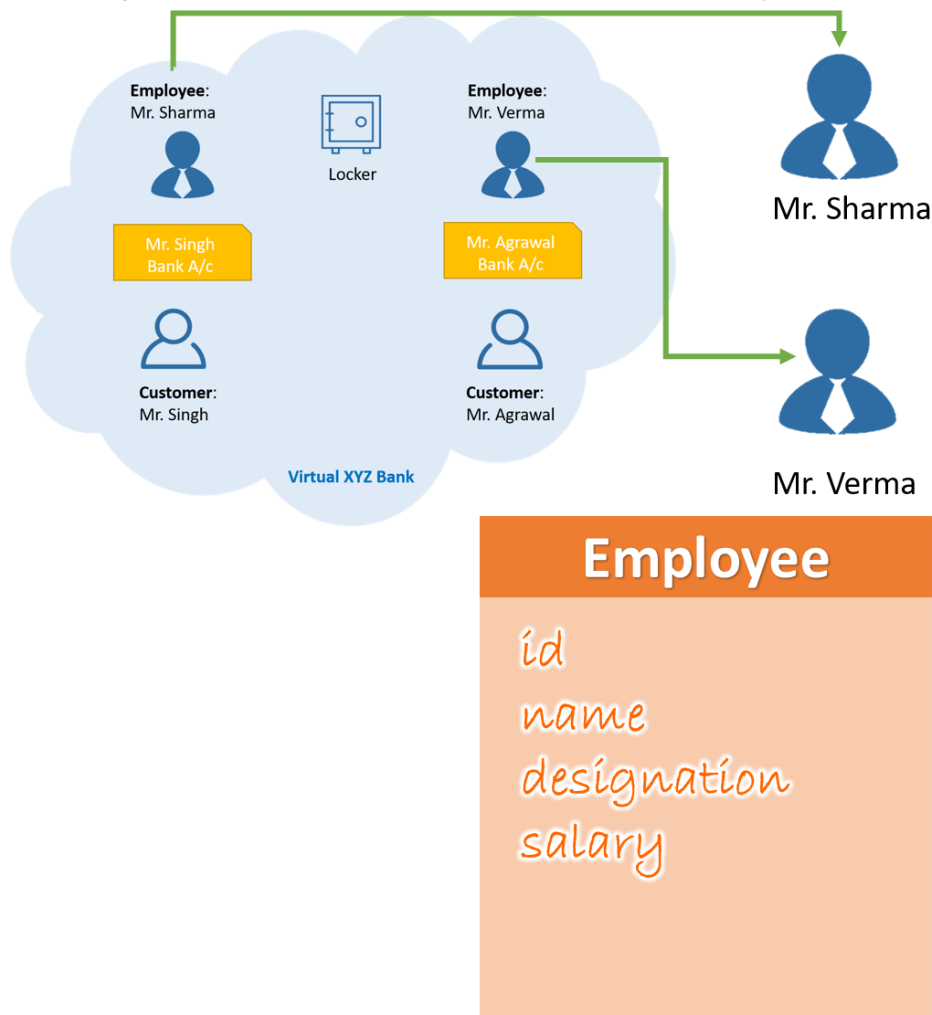 Employee:
Mr. Sharma
Locker
Employee:
Mr. Verma
Mr. Sharma
Mr. Singh
Bank A/c
Mr. Agrawal
Bank A/c
Customer:
Mr. Singh
Customer:
Mr. Agrawal
Virtual XYZ Bank
Mr. Verma
Employee
id
name
designation
salary